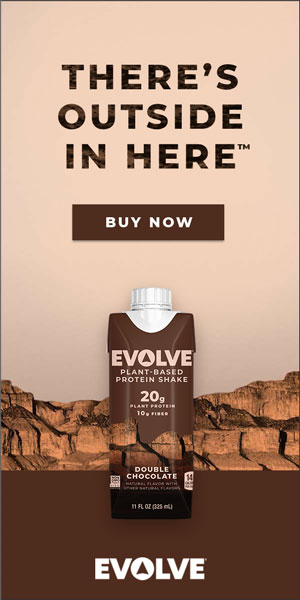 THERE'S
OUTSIDE
IN HERE™
BUY NOW
EVOLVE
PLANT-BASED
PROTEIN SHAKE
20g
PLANT PROTEIN
10g FIBER
DOUBLE
CHOCOLATE
NATURAL FLAVOR WITH
OTHER NATURAL FLAVORS
11 FL OZ (325 mL)
EVOLVE